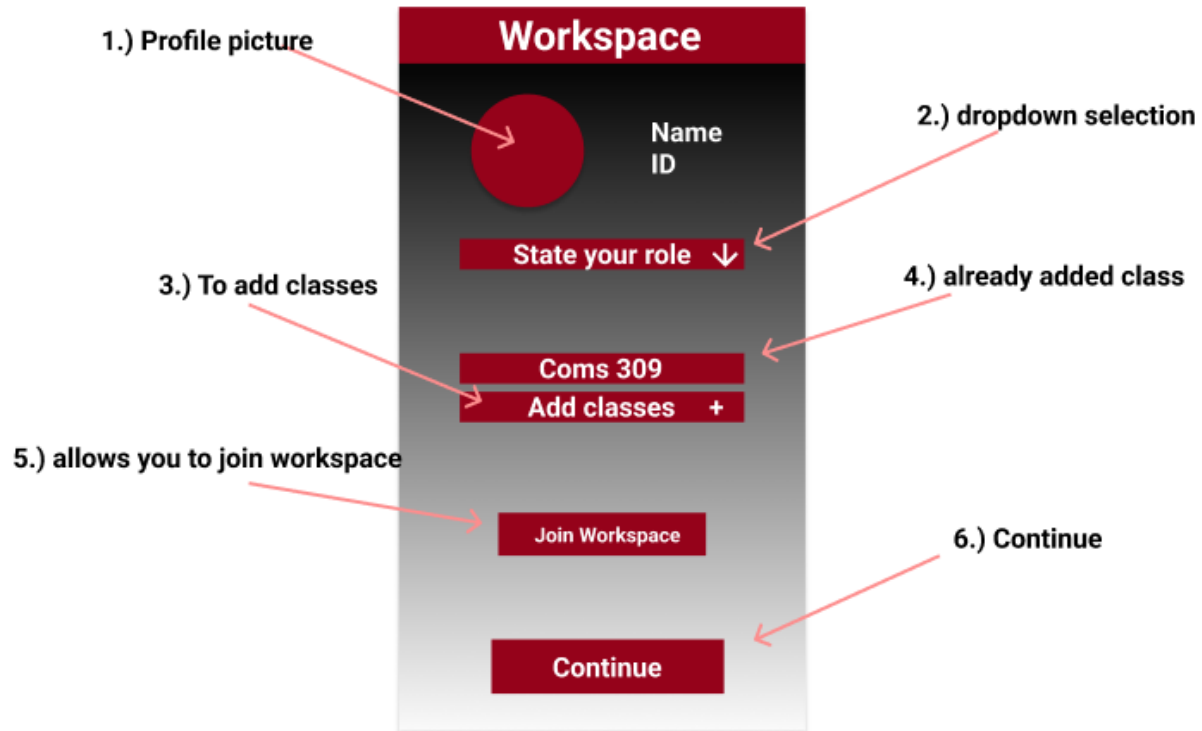 Workspace
1.) Profile picture
2.) dropdown selection
Name
ID
State your role
3.) To add classes
4.) already added class
Coms 309
Add classes +
5.) allows you to join workspace
Join Workspace
6.) Continue
Continue